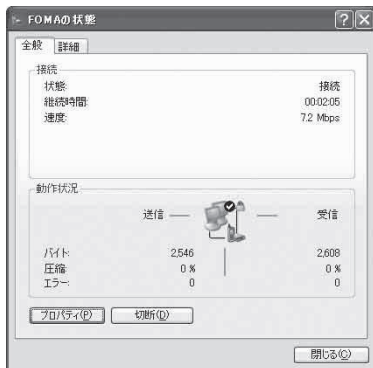 FOMAの状態
全般 詳細
接続
状態: 接続
継続時間: 00:02:05
速度: 7.2 Mbps
動作状況
送信 受信
バイト: 2,546 2,608
圧縮: 0 % 0 %
エラー: 0 0
プロパティ(P) 切断(D)
閉じる(C)